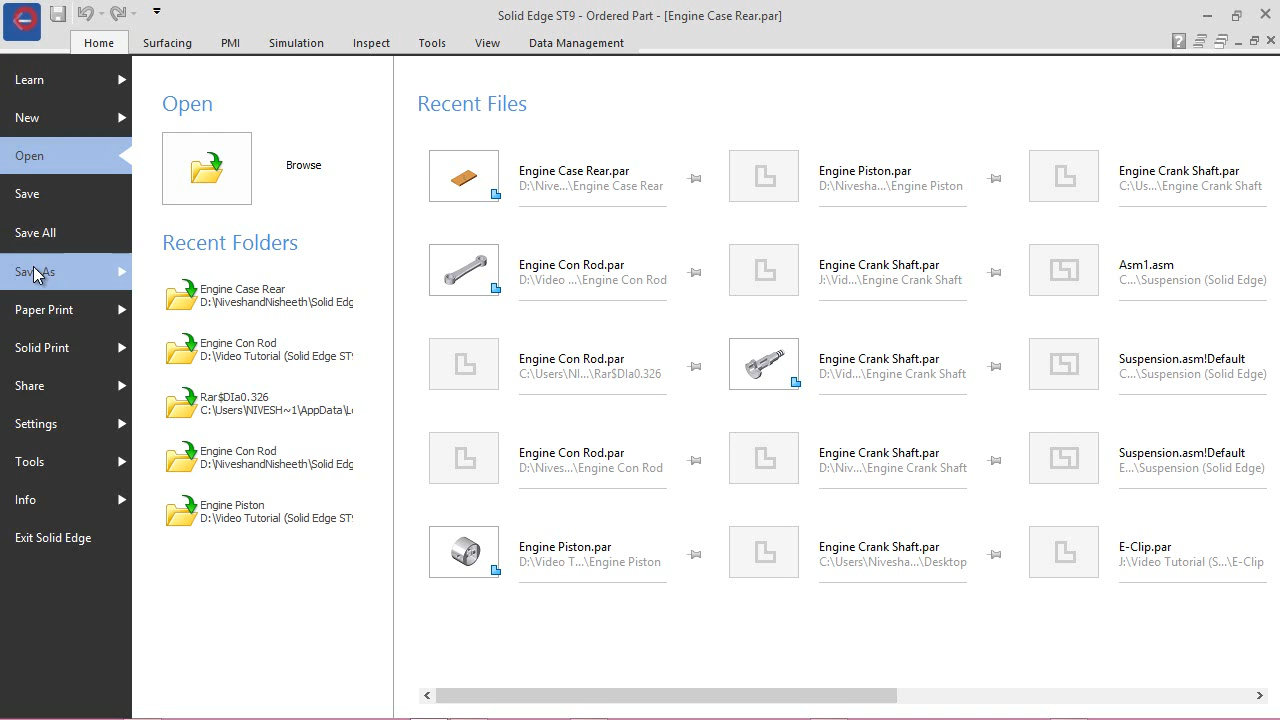 Solid Edge ST9 - Ordered Part - [Engine Case Rear.par]
Home
Surfacing
PMI
Simulation
Inspect
Tools
View
Data Management
Learn
New
Open
Save
Save All
Save As
Paper Print
Solid Print
Share
Settings
Tools
Info
Exit Solid Edge
Open
Browse
Recent Folders
Engine Case Rear
D:\NiveshandNisheeth\Solid Edg
Engine Con Rod
D:\Video Tutorial (Solid Edge ST9
Rar$DIa0.326
C:\Users\NIVESH~1\AppData\Lo
Engine Con Rod
D:\NiveshandNisheeth\Solid Edg
Engine Piston
D:\Video Tutorial (Solid Edge ST9
Recent Files
Engine Case Rear.par
D:\Nive...\Engine Case Rear
Engine Con Rod.par
D:\Video ...\Engine Con Rod
Engine Con Rod.par
C:\Users\NI...\Rar$DIa0.326
Engine Con Rod.par
D:\Nives...\Engine Con Rod
Engine Piston.par
D:\Video T...\Engine Piston
Engine Piston.par
D:\Nivesha...\Engine Piston
Engine Crank Shaft.par
J:\Vid...\Engine Crank Shaft
Engine Crank Shaft.par
D:\Vid...\Engine Crank Shaft
Engine Crank Shaft.par
D:\Niv...\Engine Crank Shaft
Engine Crank Shaft.par
C:\Users\Nivesha...\Desktop
Engine Crank Shaft.par
C:\Us...\Engine Crank Shaft
Asm1.asm
C...\Suspension (Solid Edge)
Suspension.asm!Default
C...\Suspension (Solid Edge)
Suspension.asm!Default
E...\Suspension (Solid Edge)
E-Clip.par
J:\Video Tutorial (S...\E-Clip